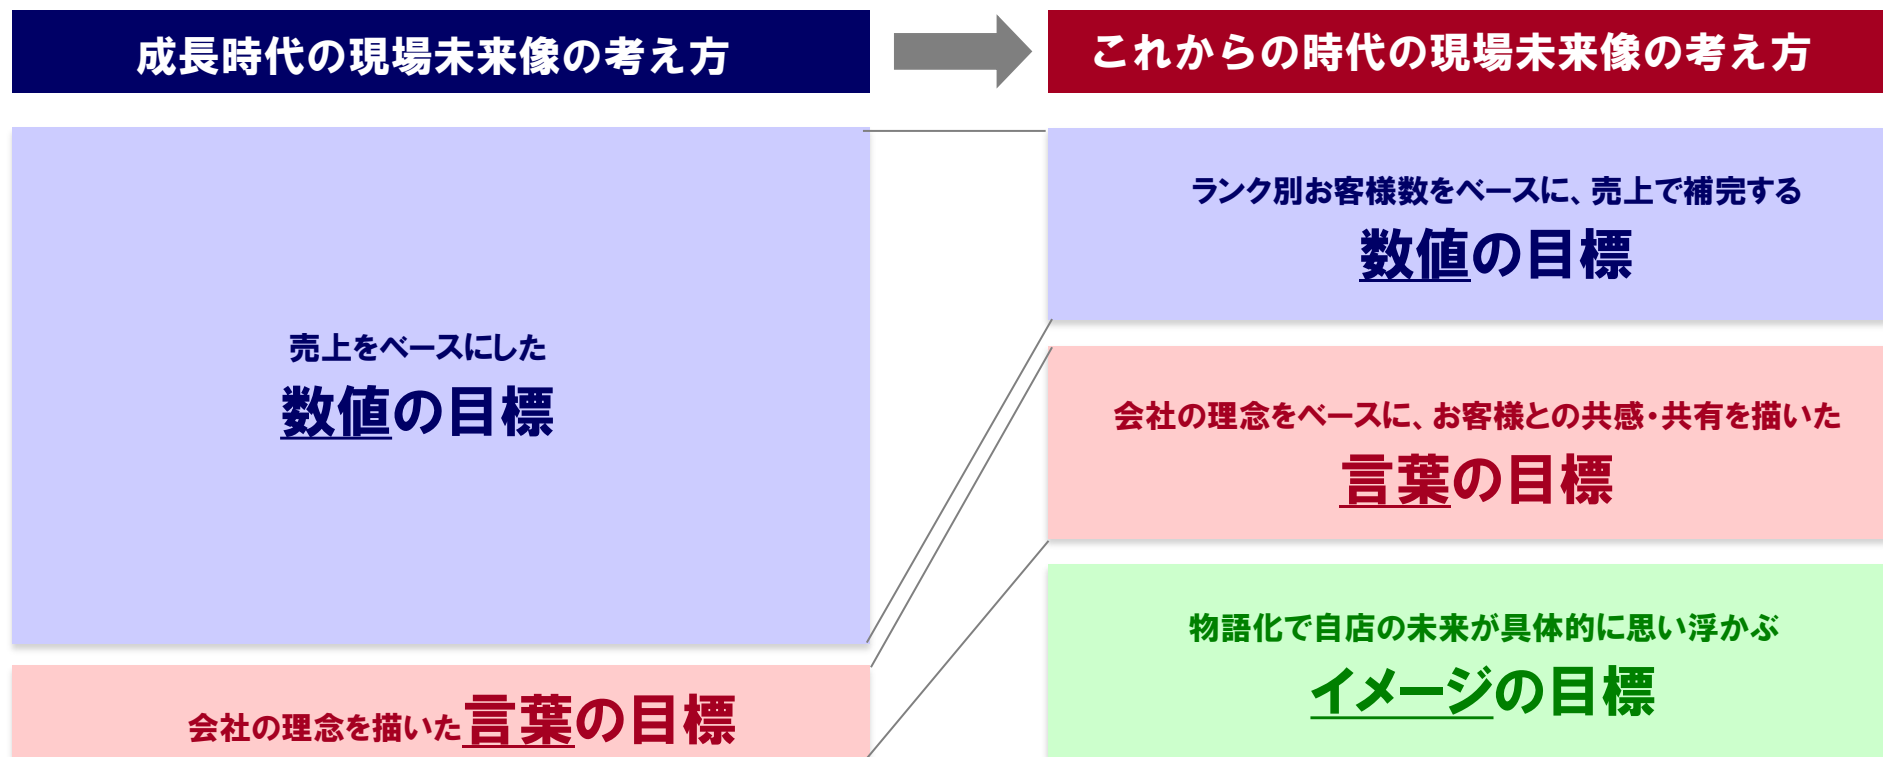 成長時代の現場未来像の考え方
売上をベースにした
数値の目標
会社の理念を描いた言葉の目標
これからの時代の現場未来像の考え方
ランク別お客様数をベースに、売上で補完する
数値の目標
会社の理念をベースに、お客様との共感・共有を描いた
言葉の目標
物語化で自店の未来が具体的に思い浮かぶ
イメージの目標